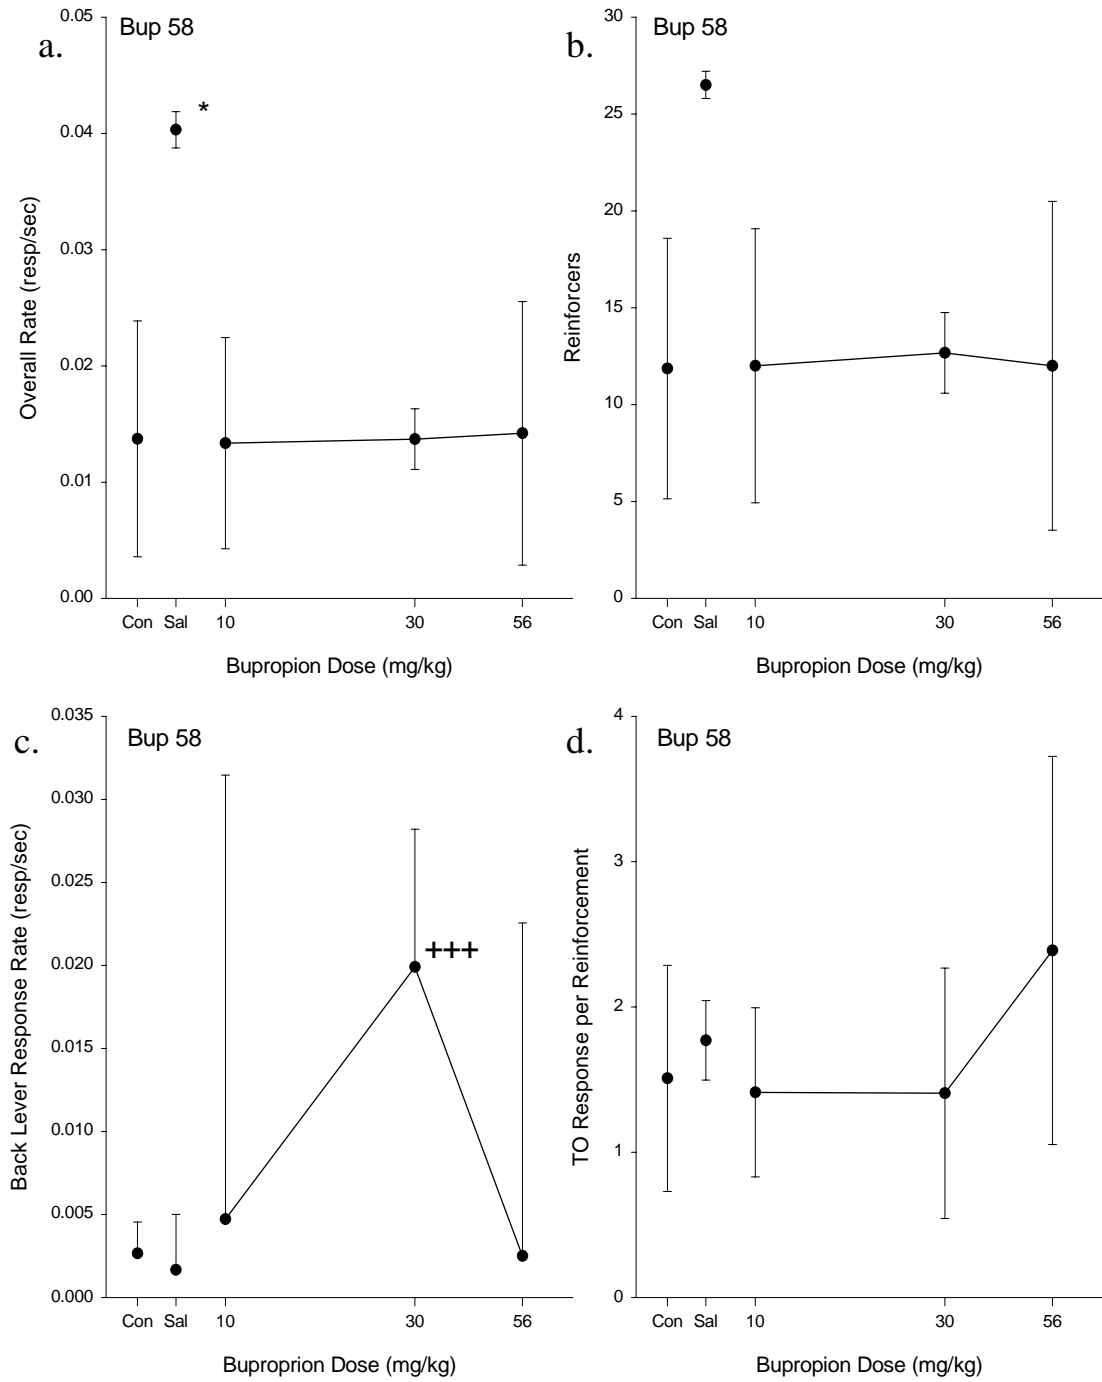 a.
Bup 58
Overall Rate (resp/sec)
0.05
0.04
0.03
0.02
0.01
0.00
*
Con Sal 10 30 56
Bupropion Dose (mg/kg)
b.
Bup 58
Reinforcers
30
25
20
15
10
5
0
Con Sal 10 30 56
Bupropion Dose (mg/kg)
c.
Bup 58
Back Lever Response Rate (resp/sec)
0.035
0.030
0.025
0.020
0.015
0.010
0.005
0.000
+++
Con Sal 10 30 56
Buproprion Dose (mg/kg)
d.
Bup 58
TO Response per Reinforcement
4
3
2
1
0
Con Sal 10 30 56
Bupropion Dose (mg/kg)